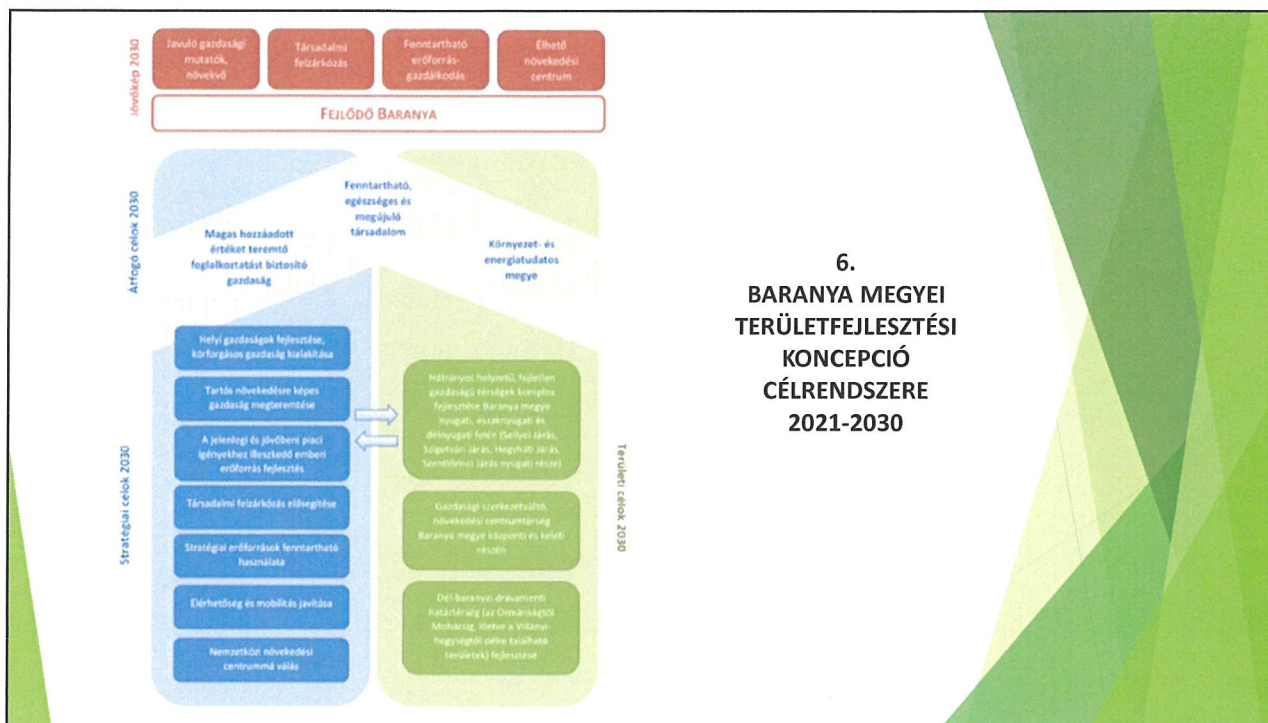 Jövőkép 2030
Javuló gazdasági
mutatók,
növekvő
Társadalmi
felzárkózás
Fenntartható
erőforrás-
gazdálkodás
Élhető
növekedési
centrum
FEJLŐDŐ BARANYA
Átfogó célok 2030
Magas hozzáadott
értéket teremtő
foglalkoztatást biztosító
gazdaság
Fenntartható,
egészséges és
megújuló
társadalom
Környezet- és
energiatudatos
megye
Stratégiai célok 2030
Helyi gazdaságok fejlesztése,
körforgásos gazdaság kialakítása
Tartós növekedésre képes
gazdaság megteremtése
A jelenlegi és jövőbeni piaci
igényekhez illeszkedő emberi
erőforrás fejlesztés
Társadalmi felzárkózás elősegítése
Stratégiai erőforrások fenntartható
használata
Elérhetőség és mobilitás javítása
Nemzetközi növekedési
centrummá válás
Hátrányos helyzetű, fejletlen
gazdaságú térségek komplex
fejlesztése Baranya megye
nyugati, északnyugati és
délnyugati felén (Sellyei Járás,
Szigetvári Járás, Hegyháti Járás,
Szentlőrinci Járás nyugati része)
Gazdasági szerkezetváltó,
növekedési centrumtérség
Baranya megye központi és keleti
részén
Dél-baranyai drávamenti
határtérség (az Ormánságtól
Mohácsig, illetve a Villányi-
hegységtől délre található
területek) fejlesztése
Területi célok 2030
6.
BARANYA MEGYEI
TERÜLETFEJLESZTÉSI
KONCEPCIÓ
CÉLRENDSZERE
2021-2030